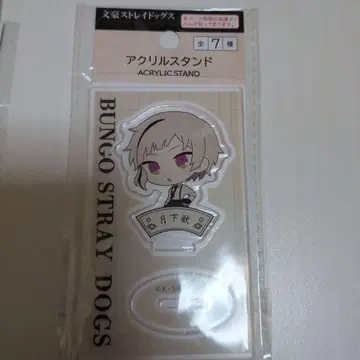 文豪ストレイドッグス
全7種
アクリルスタンド
ACRYLIC STAND
BUNGO STRAY DOGS
月下獣